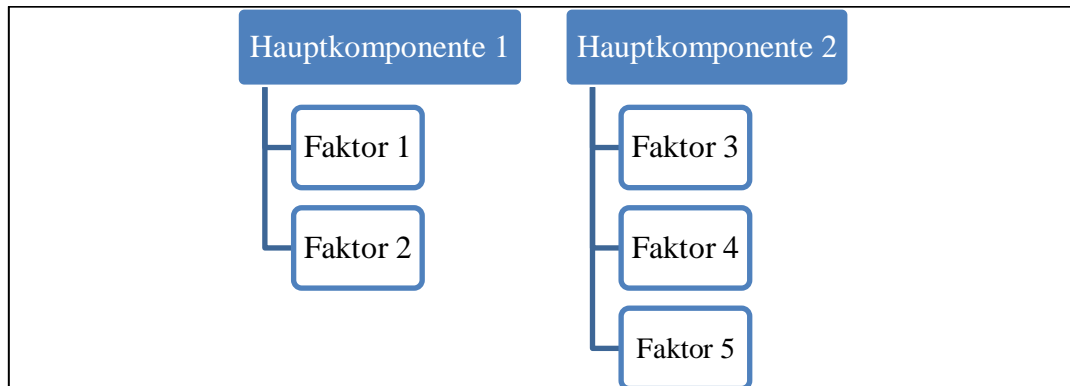 Hauptkomponente 1
Faktor 1
Faktor 2
Hauptkomponente 2
Faktor 3
Faktor 4
Faktor 5